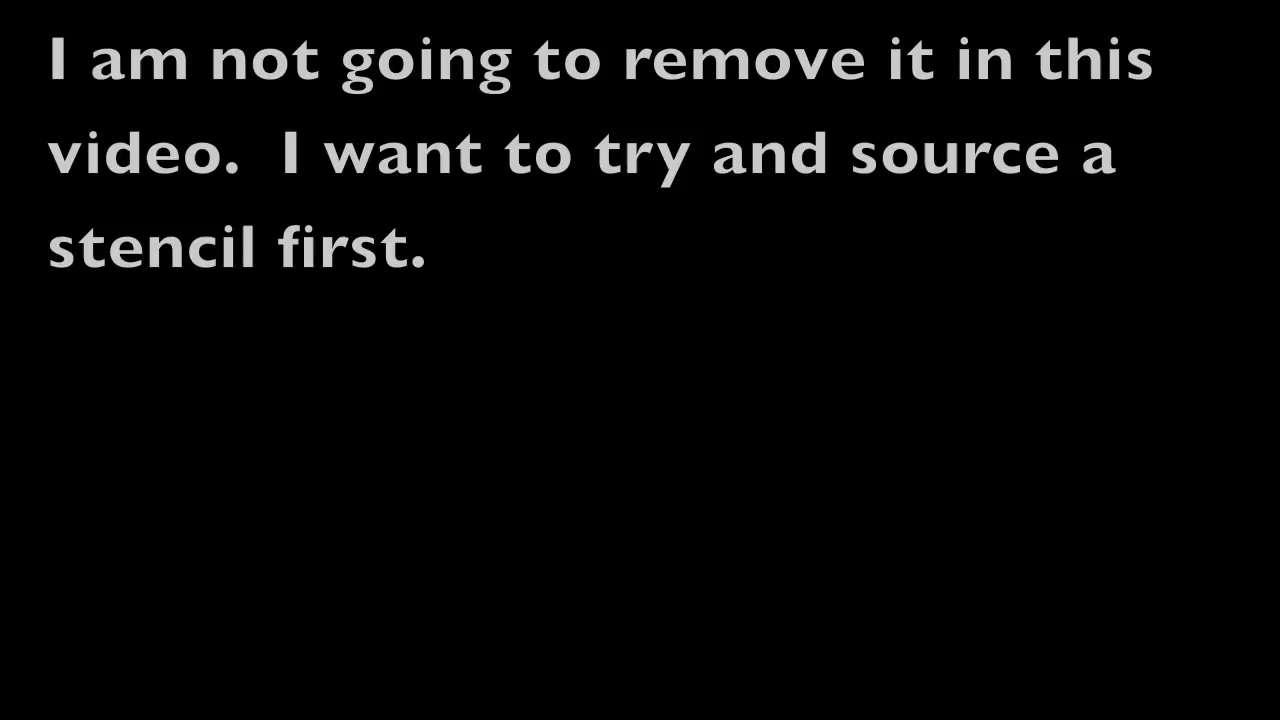 I am not going to remove it in this
video.  I want to try and source a
stencil first.